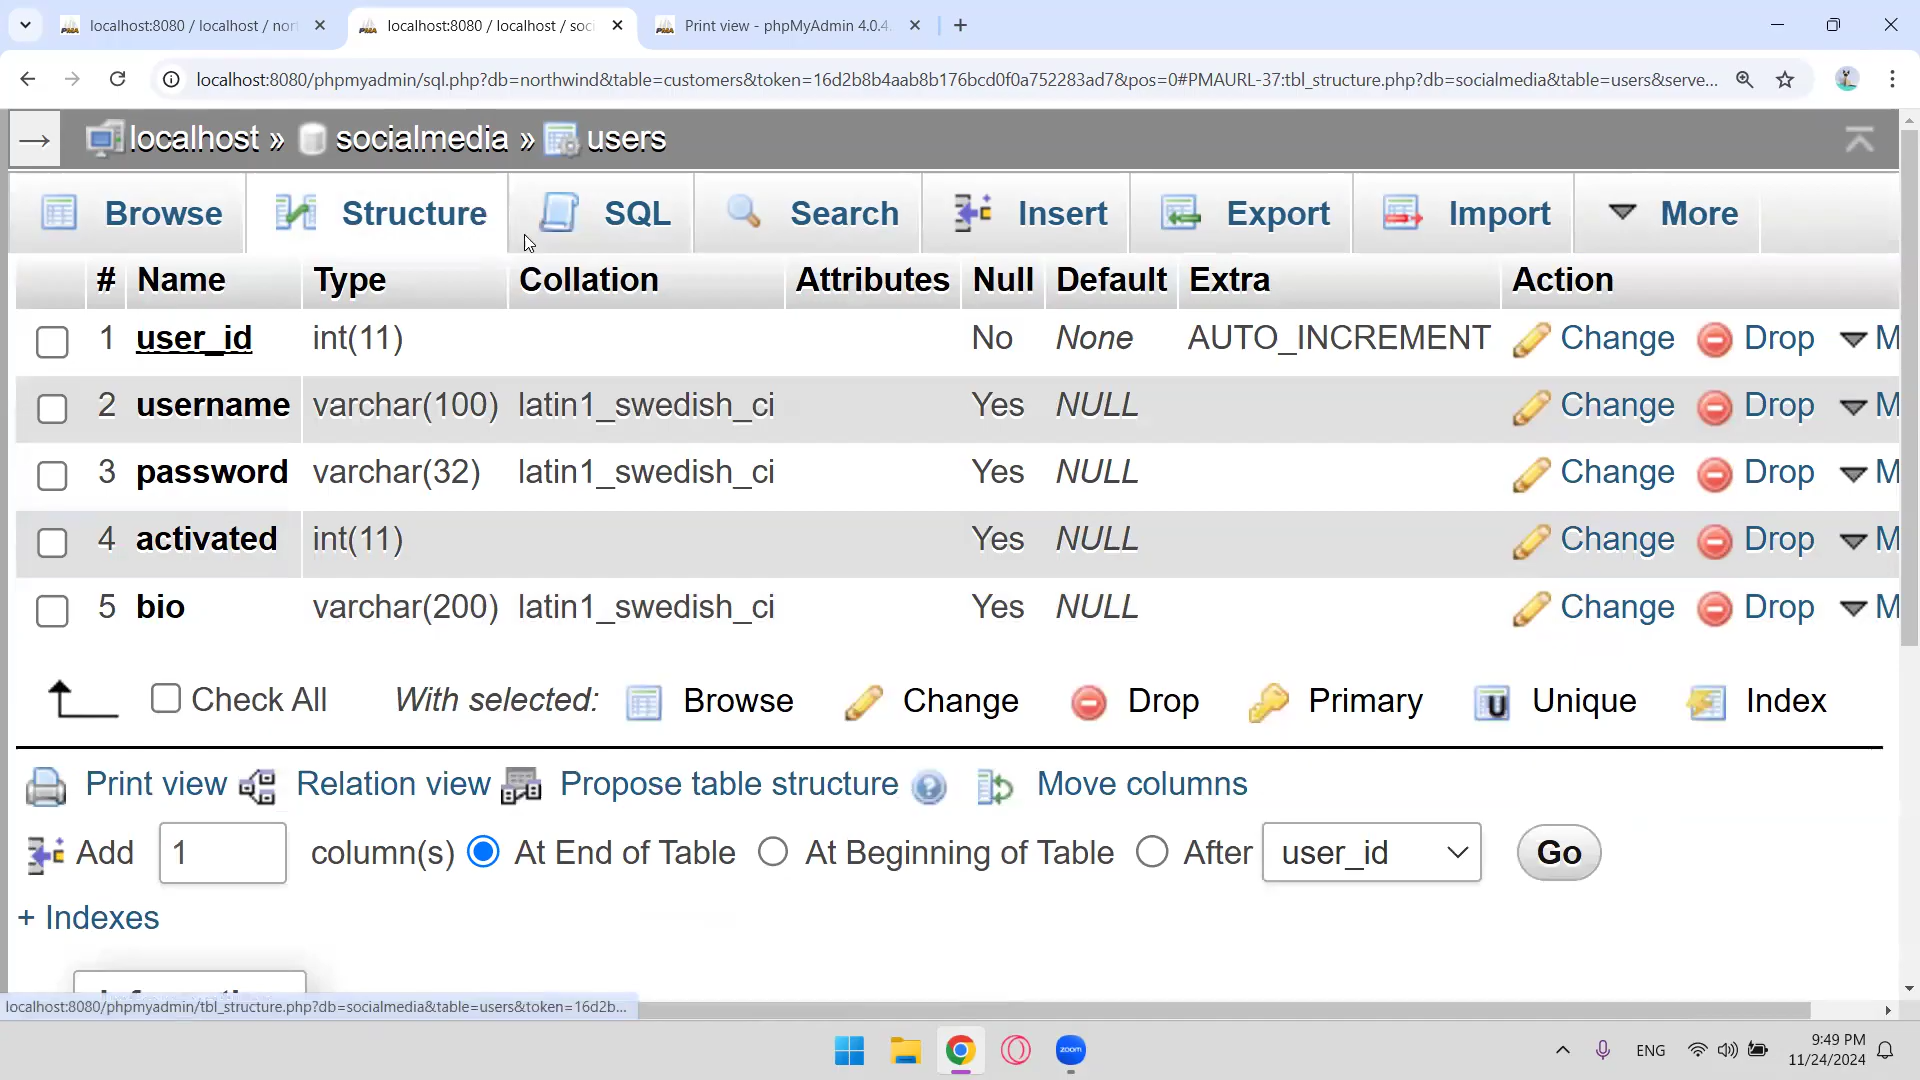 localhost:8080 / localhost / nor
localhost:8080 / localhost / soci
Print view - phpMyAdmin 4.0.4.
localhost:8080/phpmyadmin/sql.php?db=northwind&table=customers&token=16d2b8b4aab8b176bcd0f0a752283ad7&pos=0#PMAURL-37:tbl_structure.php?db=socialmedia&table=users&serve...
localhost » socialmedia » users
Browse Structure SQL Search Insert Export Import More
# Name Type Collation Attributes Null Default Extra Action
1 user_id int(11) No None AUTO_INCREMENT Change Drop M
2 username varchar(100) latin1_swedish_ci Yes NULL Change Drop M
3 password varchar(32) latin1_swedish_ci Yes NULL Change Drop M
4 activated int(11) Yes NULL Change Drop M
5 bio varchar(200) latin1_swedish_ci Yes NULL Change Drop M
Check All With selected: Browse Change Drop Primary Unique Index
Print view Relation view Propose table structure Move columns
Add 1 column(s) At End of Table At Beginning of Table After user_id Go
+ Indexes
localhost:8080/phpmyadmin/tbl_structure.php?db=socialmedia&table=users&token=16d2b...
zoom
ENG
9:49 PM
11/24/2024